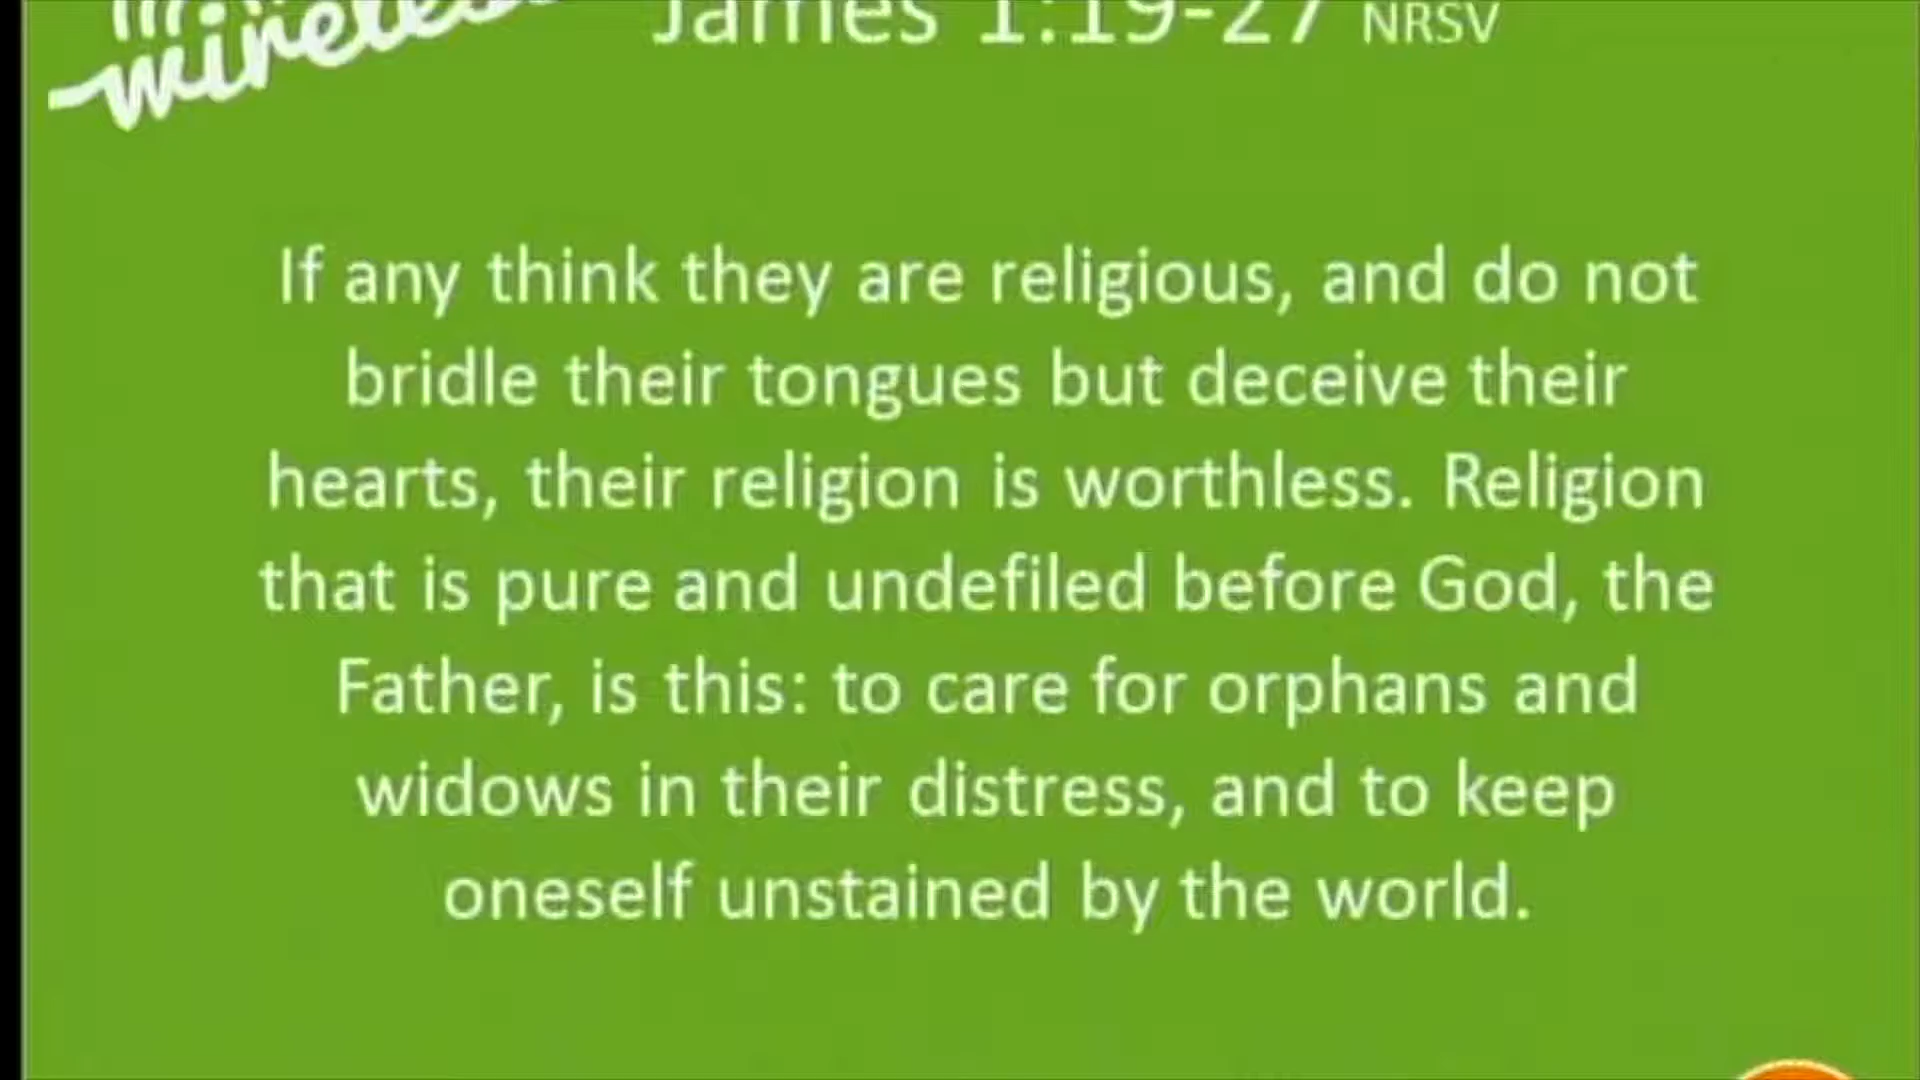 wireless
James 1:19-27 NRSV
If any think they are religious, and do not
bridle their tongues but deceive their
hearts, their religion is worthless. Religion
that is pure and undefiled before God, the
Father, is this: to care for orphans and
widows in their distress, and to keep
oneself unstained by the world.